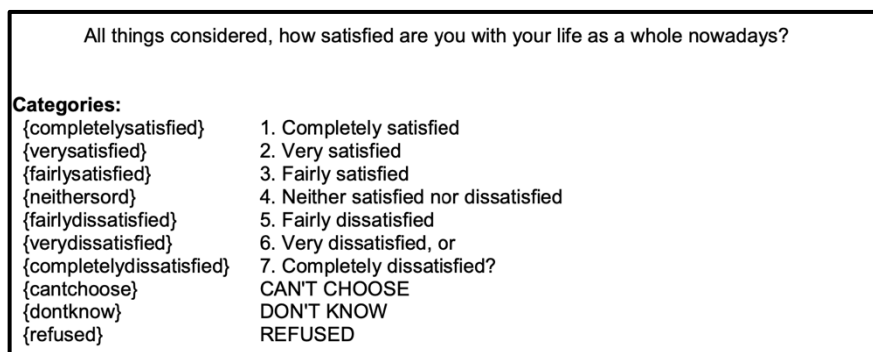 All things considered, how satisfied are you with your life as a whole nowadays?
Categories:
{completelysatisfied} 1. Completely satisfied
{verysatisfied} 2. Very satisfied
{fairlysatisfied} 3. Fairly satisfied
{neithersord} 4. Neither satisfied nor dissatisfied
{fairlydissatisfied} 5. Fairly dissatisfied
{verydissatisfied} 6. Very dissatisfied, or
{completelydissatisfied} 7. Completely dissatisfied?
{cantchoose} CAN'T CHOOSE
{dontknow} DON'T KNOW
{refused} REFUSED